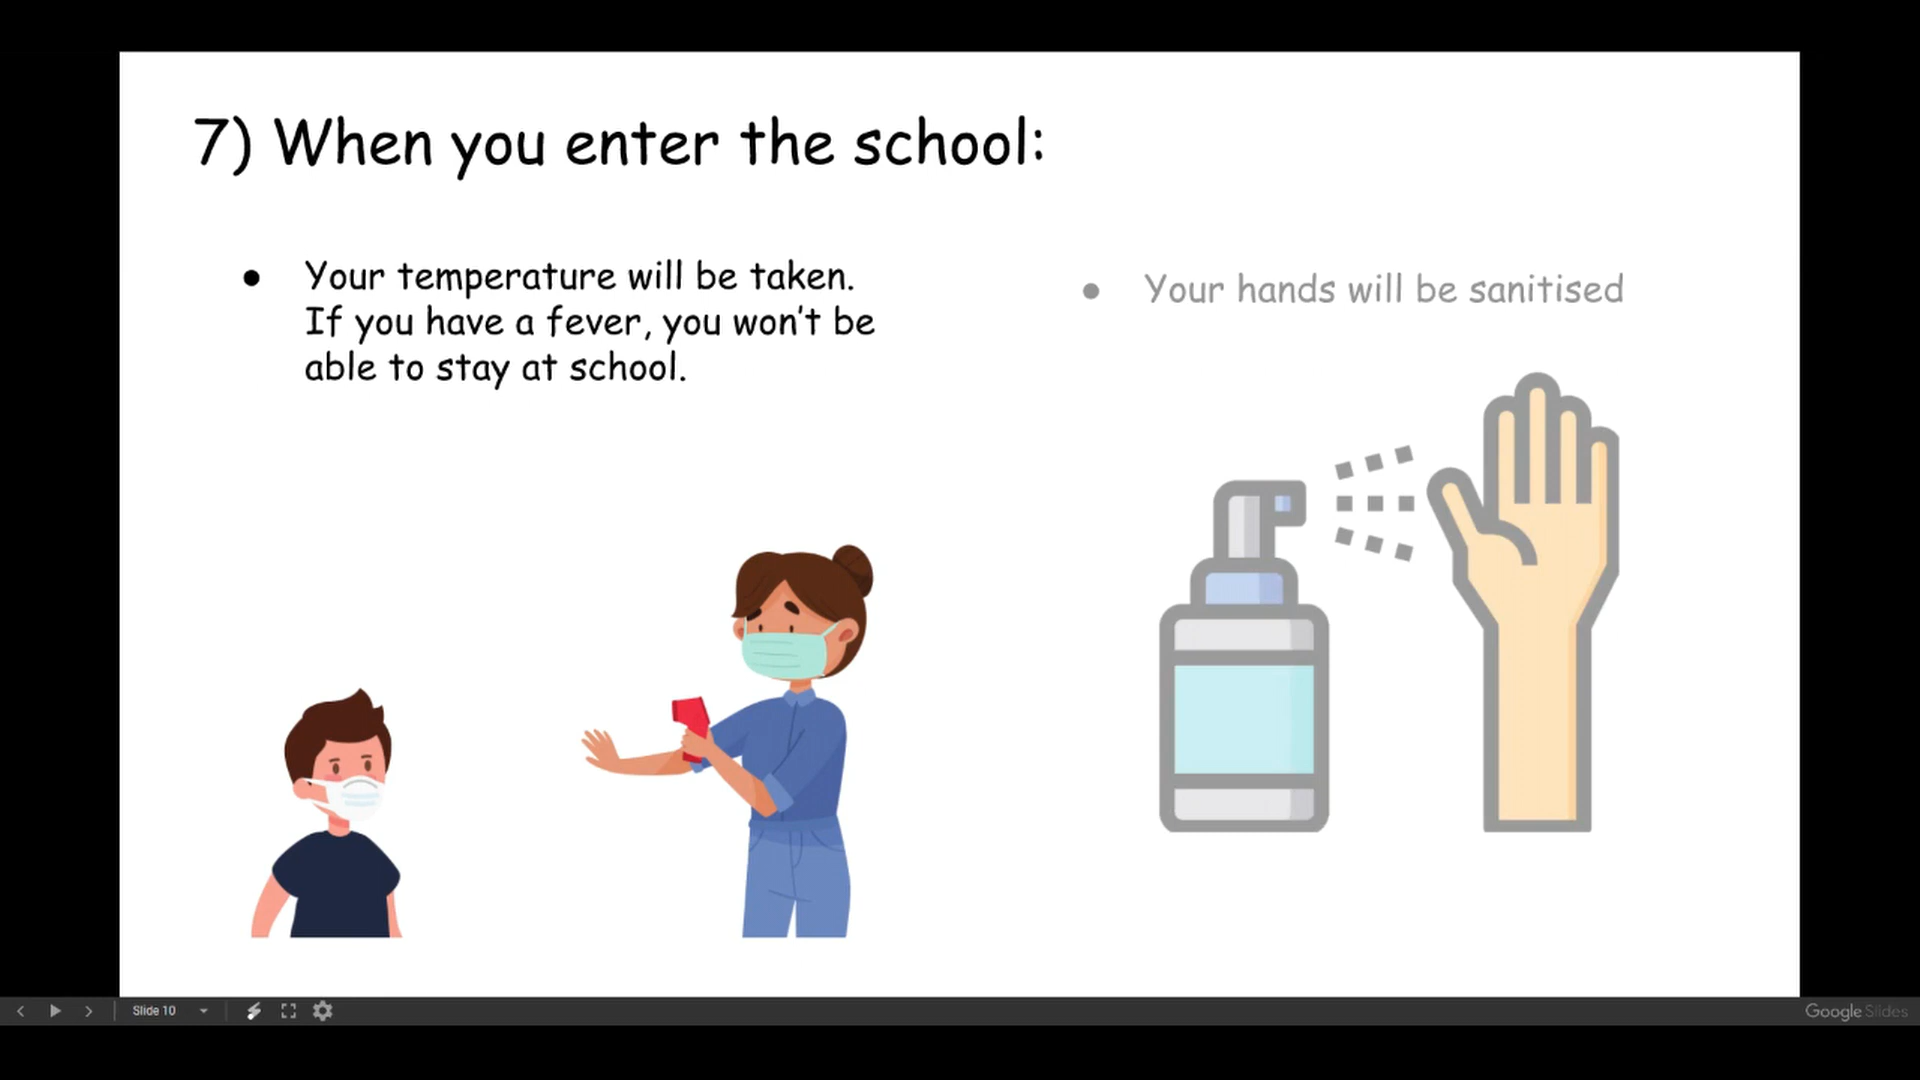 7) When you enter the school:
● Your temperature will be taken.
If you have a fever, you won't be
able to stay at school.
● Your hands will be sanitised
Slide 10
Google Slides